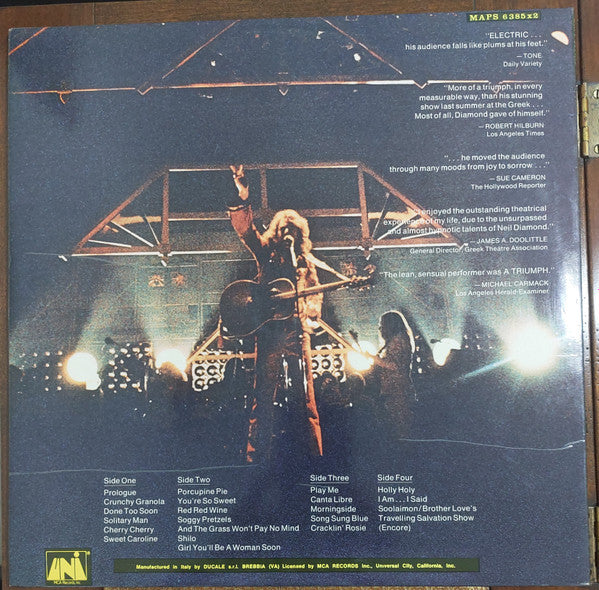 MAPS 6385x2
"ELECTRIC . . .
his audience falls like plums at his feet."
— TONE
Daily Variety
"More of a triumph, in every
measurable way, than his stunning
show last summer at the Greek . . .
Most of all, Diamond gave of himself."
— ROBERT HILBURN
Los Angeles Times
". . . he moved the audience
through many moods from joy to sorrow . . ."
— SUE CAMERON
The Hollywood Reporter
enjoyed the outstanding theatrical
experience of my life, due to the unsurpassed
and almost hypnotic talents of Neil Diamond."
— JAMES A. DOOLITTLE
General Director, Greek Theatre Association
"The lean, sensual performer was A TRIUMPH."
— MICHAEL CARMACK
Los Angeles Herald-Examiner
Side One
Prologue
Crunchy Granola
Done Too Soon
Solitary Man
Cherry Cherry
Sweet Caroline
Side Two
Porcupine Pie
You're So Sweet
Red Red Wine
Soggy Pretzels
And The Grass Won't Pay No Mind
Shilo
Girl You'll Be A Woman Soon
Side Three
Play Me
Canta Libre
Morningside
Song Sung Blue
Cracklin' Rosie
Side Four
Holly Holy
I Am . . . I Said
Soolaimon/Brother Love's
Travelling Salvation Show
(Encore)
UNI
MCA Records, Inc.
Manufactured in Italy by DUCALE s.r.l. BREBBIA (VA) Licensed by MCA RECORDS Inc., Universal City, California, Inc.